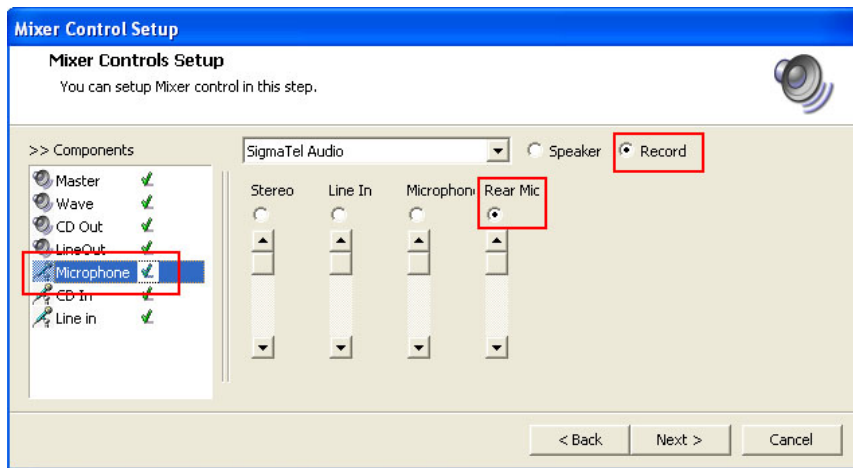 Mixer Control Setup
Mixer Controls Setup
You can setup Mixer control in this step.
>> Components
SigmaTel Audio
Speaker
Record
Master
Wave
CD Out
LineOut
Microphone
CD In
Line in
Stereo Line In Microphon Rear Mic
< Back Next > Cancel